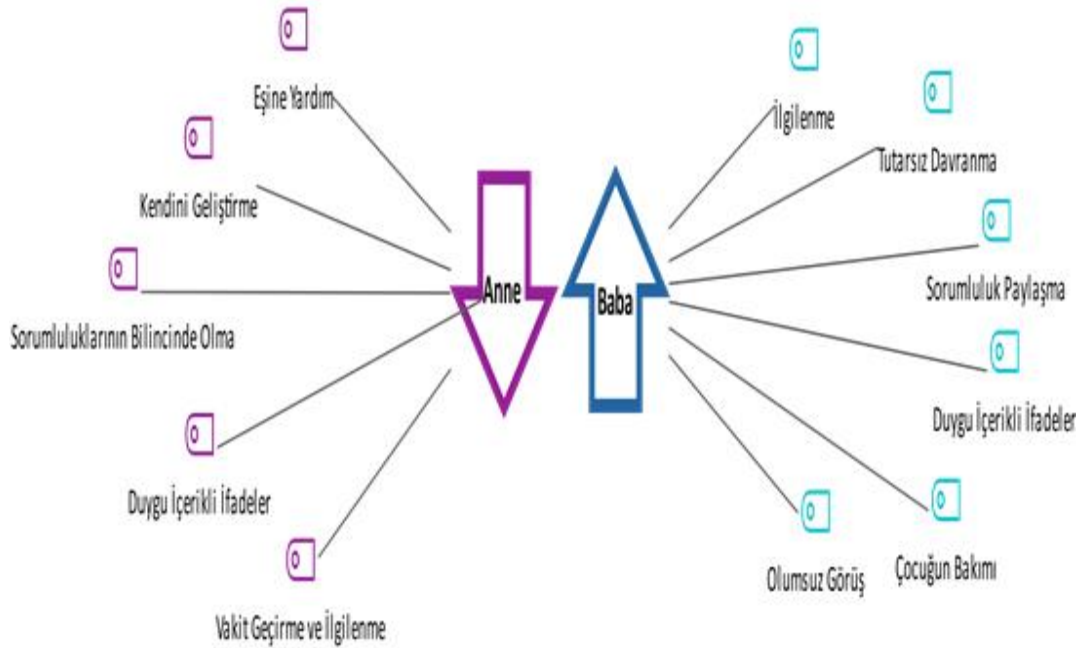 Eşine Yardım
Kendini Geliştirme
Sorumluluklarının Bilincinde Olma
Duygu İçerikli İfadeler
Vakit Geçirme ve İlgilenme
Anne
Baba
İlgilenme
Tutarsız Davranma
Sorumluluk Paylaşma
Duygu İçerikli İfadeler
Çocuğun Bakımı
Olumsuz Görüş